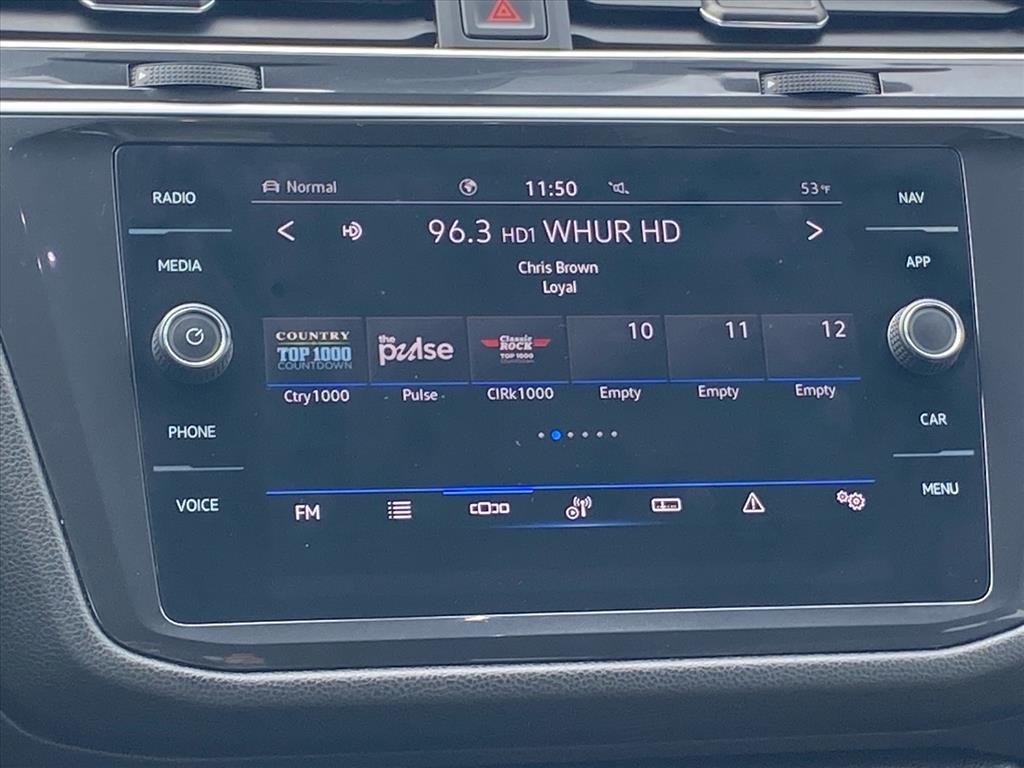 Normal 11:50 53°F
RADIO
NAV
96.3 HD1 WHUR HD
MEDIA
APP
Chris Brown
Loyal
COUNTRY
TOP 1000
COUNTDOWN
the
pulse
Classic
ROCK
TOP 1000
10
11
12
Ctry1000 Pulse ClRk1000 Empty Empty Empty
PHONE
CAR
VOICE
MENU
FM